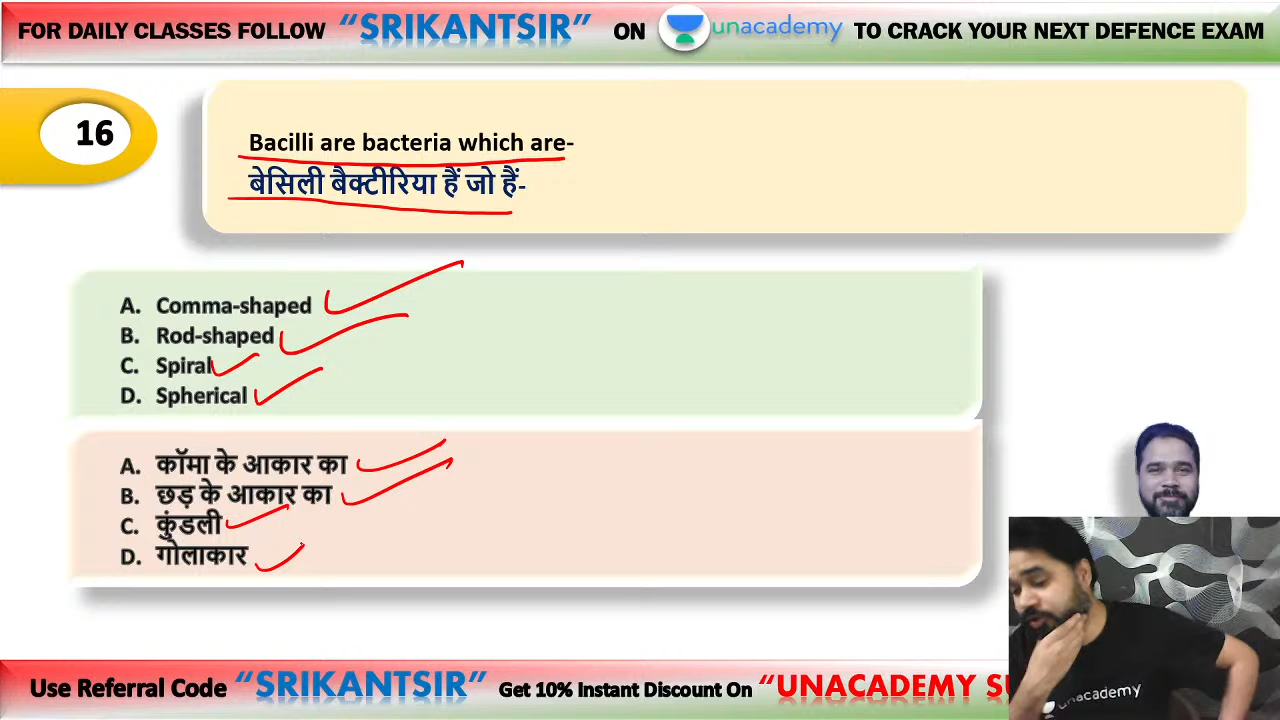 FOR DAILY CLASSES FOLLOW "SRIKANTSIR" ON unacademy TO CRACK YOUR NEXT DEFENCE EXAM
16
Bacilli are bacteria which are-
बेसिली बैक्टीरिया हैं जो हैं-
A. Comma-shaped
B. Rod-shaped
C. Spiral
D. Spherical
A. कॉमा के आकार का
B. छड़ के आकार का
C. कुंडली
D. गोलाकार
unacademy
Use Referral Code "SRIKANTSIR" Get 10% Instant Discount On "UNACADEMY